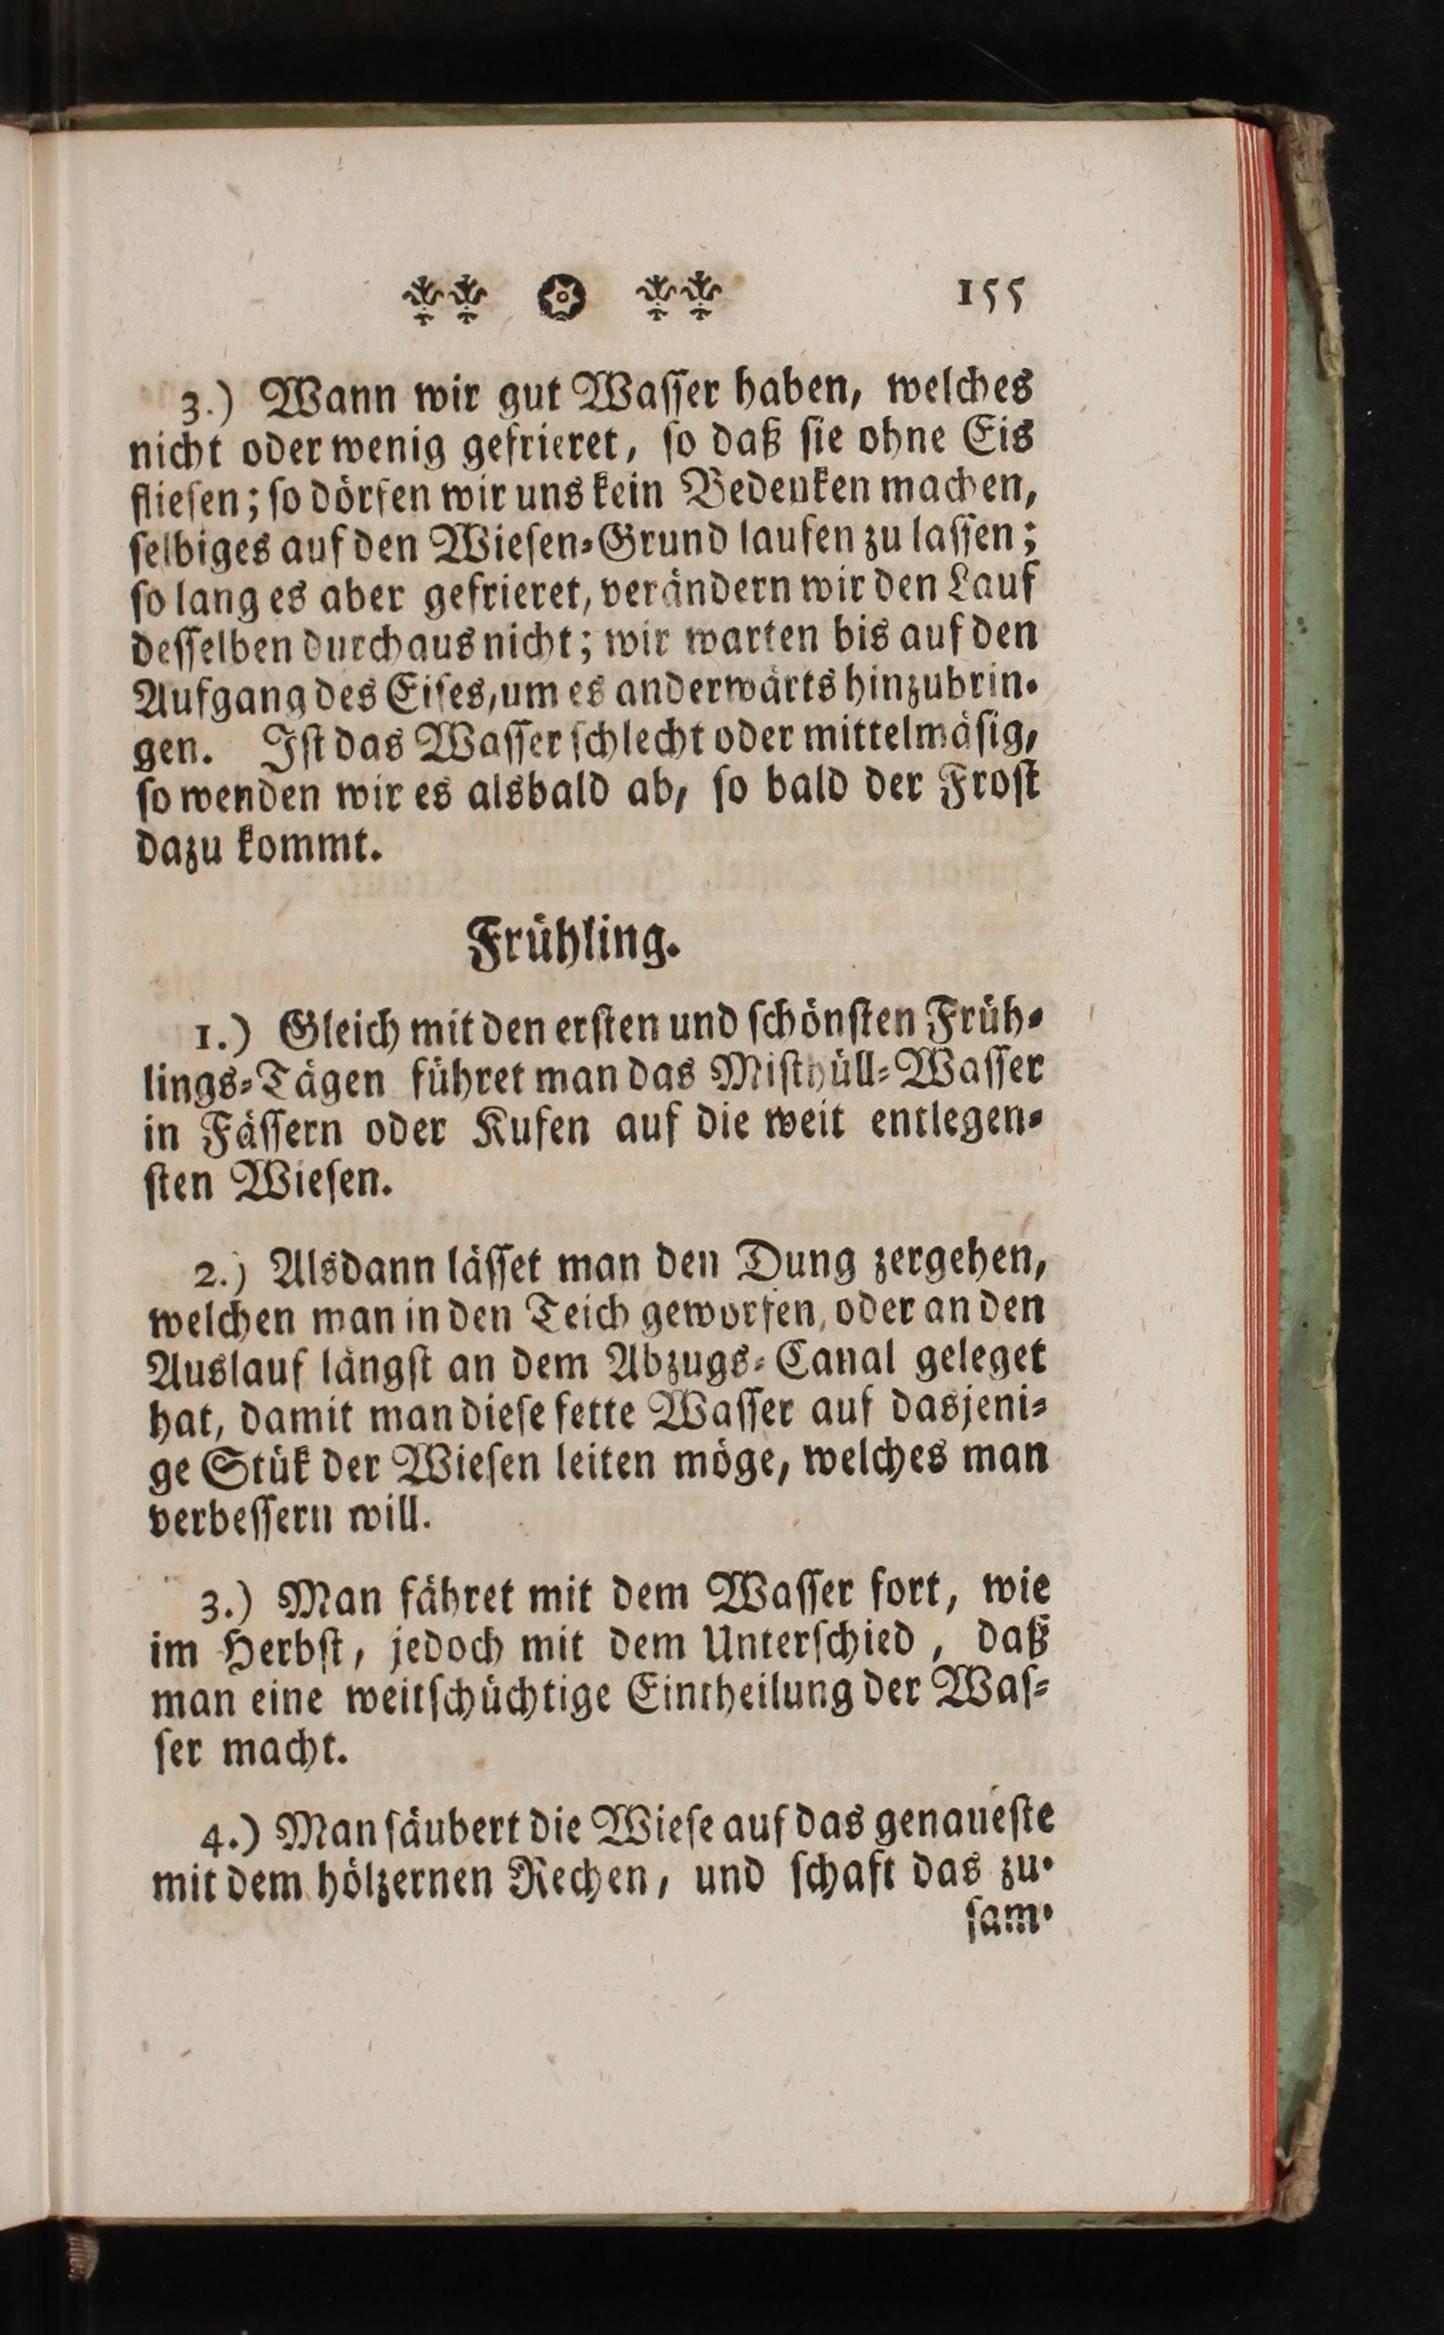 155
3.) Wann wir gut Waſſer haben, welches
nicht oder wenig gefrieret, ſo daß ſie ohne Eis
flieſen; ſo dörfen wir uns kein Bedenken machen,
ſelbiges auf den Wieſen-Grund laufen zu laſſen;
ſo lang es aber gefrieret, verändern wir den Lauf
deſſelben durchaus nicht; wir warten bis auf den
Aufgang des Eiſes, um es anderwärts hinzubrin-
gen. Iſt das Waſſer ſchlecht oder mittelmäſig,
ſo wenden wir es alsbald ab, ſo bald der Froſt
dazu kommt.
Frühling.
1.) Gleich mit den erſten und ſchönſten Früh-
lings-Tägen führet man das Miſthüll-Waſſer
in Fäſſern oder Kufen auf die weit entlegen-
ſten Wieſen.
2.) Alsdann läſſet man den Dung zergehen,
welchen man in den Teich geworfen, oder an den
Auslauf längſt an dem Abzugs-Canal geleget
hat, damit man dieſe fette Waſſer auf dasjeni-
ge Stük der Wieſen leiten möge, welches man
verbeſſern will.
3.) Man fähret mit dem Waſſer fort, wie
im Herbſt, jedoch mit dem Unterſchied, daß
man eine weitſchüchtige Eintheilung der Waſ-
ſer macht.
4.) Man ſäubert die Wieſe auf das genaueſte
mit dem hölzernen Rechen, und ſchaft das zu-
ſam-